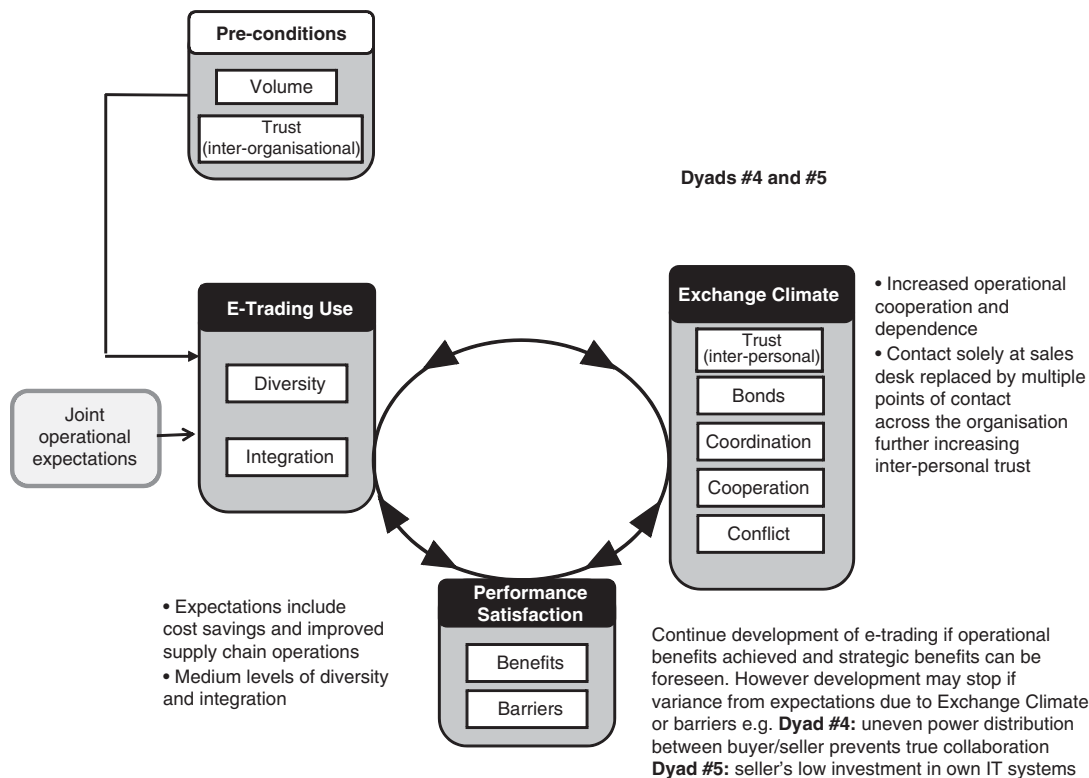 Pre-conditions
Volume
Trust
(inter-organisational)
Dyads #4 and #5
E-Trading Use
Diversity
Integration
Joint
operational
expectations
Exchange Climate
Trust
(inter-personal)
Bonds
Coordination
Cooperation
Conflict
• Increased operational
cooperation and
dependence
• Contact solely at sales
desk replaced by multiple
points of contact
across the organisation
further increasing
inter-personal trust
Performance
Satisfaction
Benefits
Barriers
• Expectations include
cost savings and improved
supply chain operations
• Medium levels of diversity
and integration
Continue development of e-trading if operational
benefits achieved and strategic benefits can be
foreseen. However development may stop if
variance from expectations due to Exchange Climate
or barriers e.g. Dyad #4: uneven power distribution
between buyer/seller prevents true collaboration
Dyad #5: seller's low investment in own IT systems